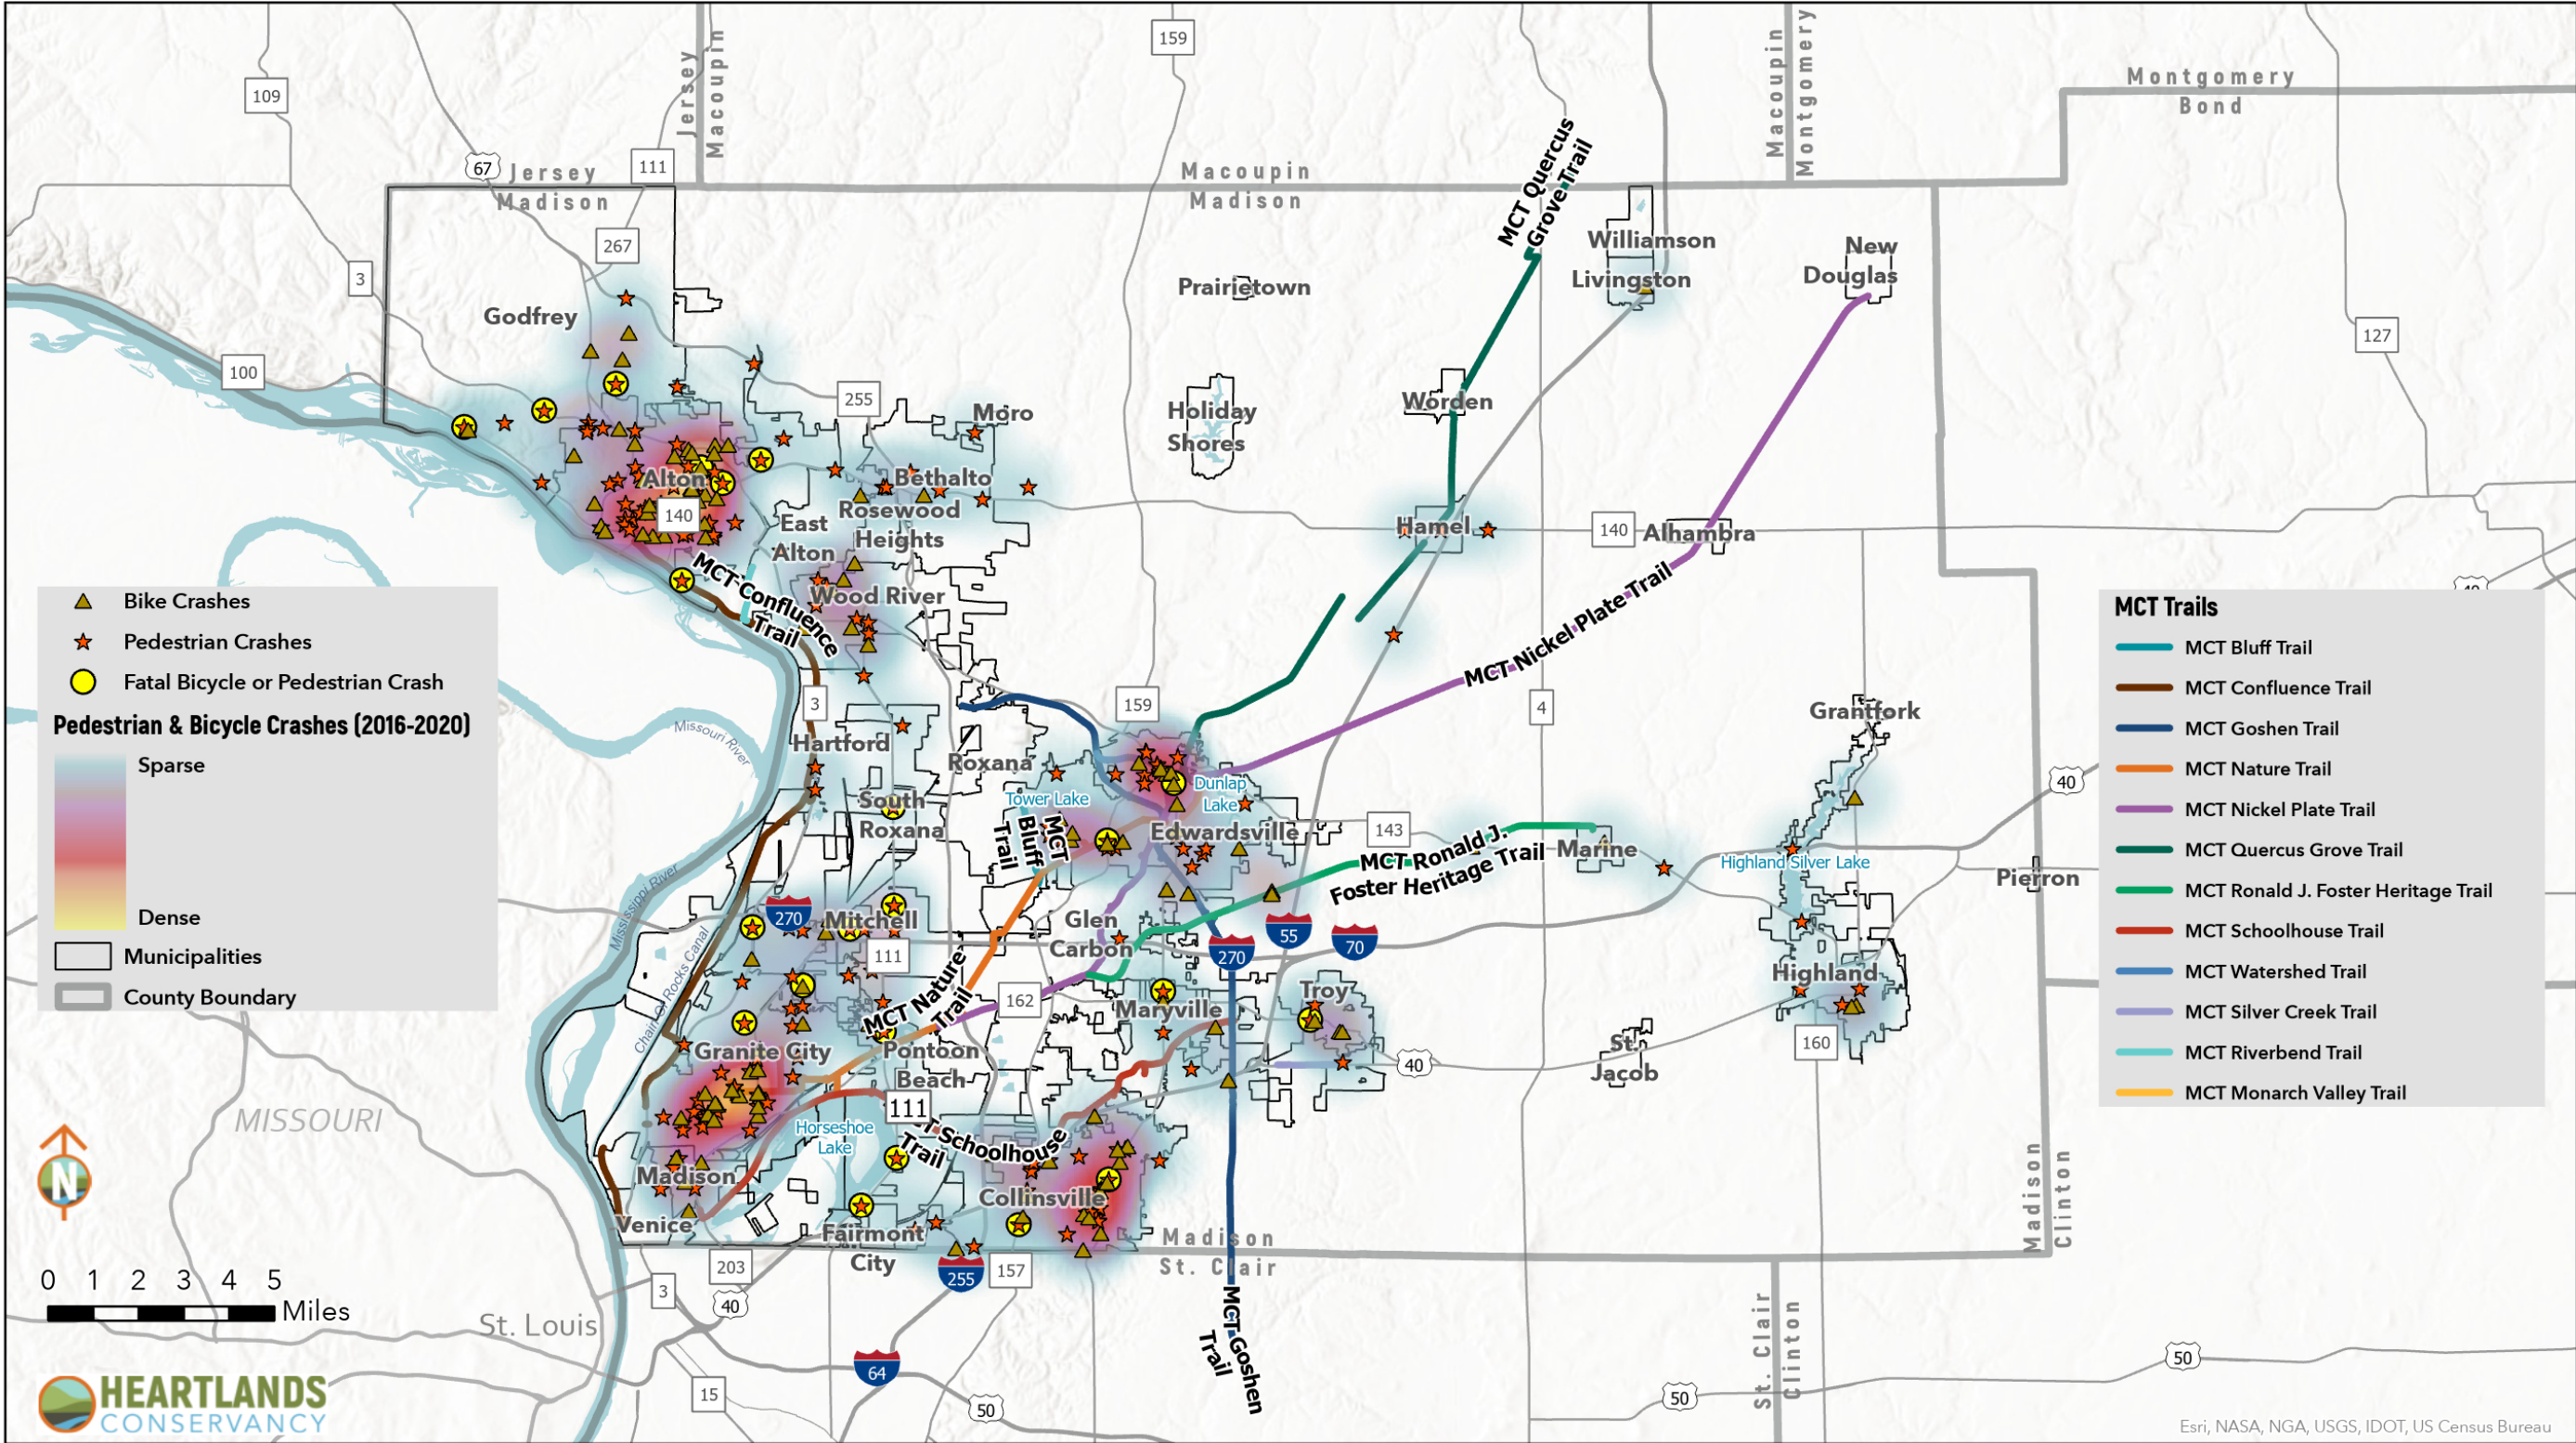 159
109
Jersey
Macoupin
Macoupin
Montgomery
Montgomery
Bond
67
111
Jersey
Madison
Macoupin
Madison
MCT Quercus
Grove Trail
267
3
Williamson
Livingston
New
Douglas
Prairietown
Godfrey
127
100
255
Moro
Holiday
Shores
Worden
Alton
Bethalto
140
Rosewood
Heights
East
Alton
Hamel
140
Alhambra
MCT Confluence
Trail
Wood River
40
MCT Nickel Plate Trail
Bike Crashes
Pedestrian Crashes
Fatal Bicycle or Pedestrian Crash
Pedestrian & Bicycle Crashes (2016-2020)
Sparse
Dense
Municipalities
County Boundary
MCT Trails
MCT Bluff Trail
MCT Confluence Trail
MCT Goshen Trail
MCT Nature Trail
MCT Nickel Plate Trail
MCT Quercus Grove Trail
MCT Ronald J. Foster Heritage Trail
MCT Schoolhouse Trail
MCT Watershed Trail
MCT Silver Creek Trail
MCT Riverbend Trail
MCT Monarch Valley Trail
3
159
4
Grantfork
Missouri River
Hartford
Roxana
Dunlap
Lake
Tower Lake
40
South
Roxana
MCT
Bluff
Trail
Edwardsville
143
MCT Ronald J.
Foster Heritage Trail
Marine
Highland Silver Lake
Pierron
Mississippi River
270
Mitchell
111
Glen
Carbon
55
70
270
Chain Of Rocks Canal
MCT Nature
Trail
162
Maryville
Troy
Highland
160
Granite City
Pontoon
Beach
40
St.
Jacob
MISSOURI
N
111
Horseshoe
Lake
CT Schoolhouse
Trail
Madison
Collinsville
Venice
Fairmont
City
Madison
St. Clair
Madison
Clinton
203
255
157
0 1 2 3 4 5
Miles
3
40
St. Louis
MCT Goshen
Trail
St. Clair
Clinton
64
15
50
50
50
HEARTLANDS
CONSERVANCY
Esri, NASA, NGA, USGS, IDOT, US Census Bureau